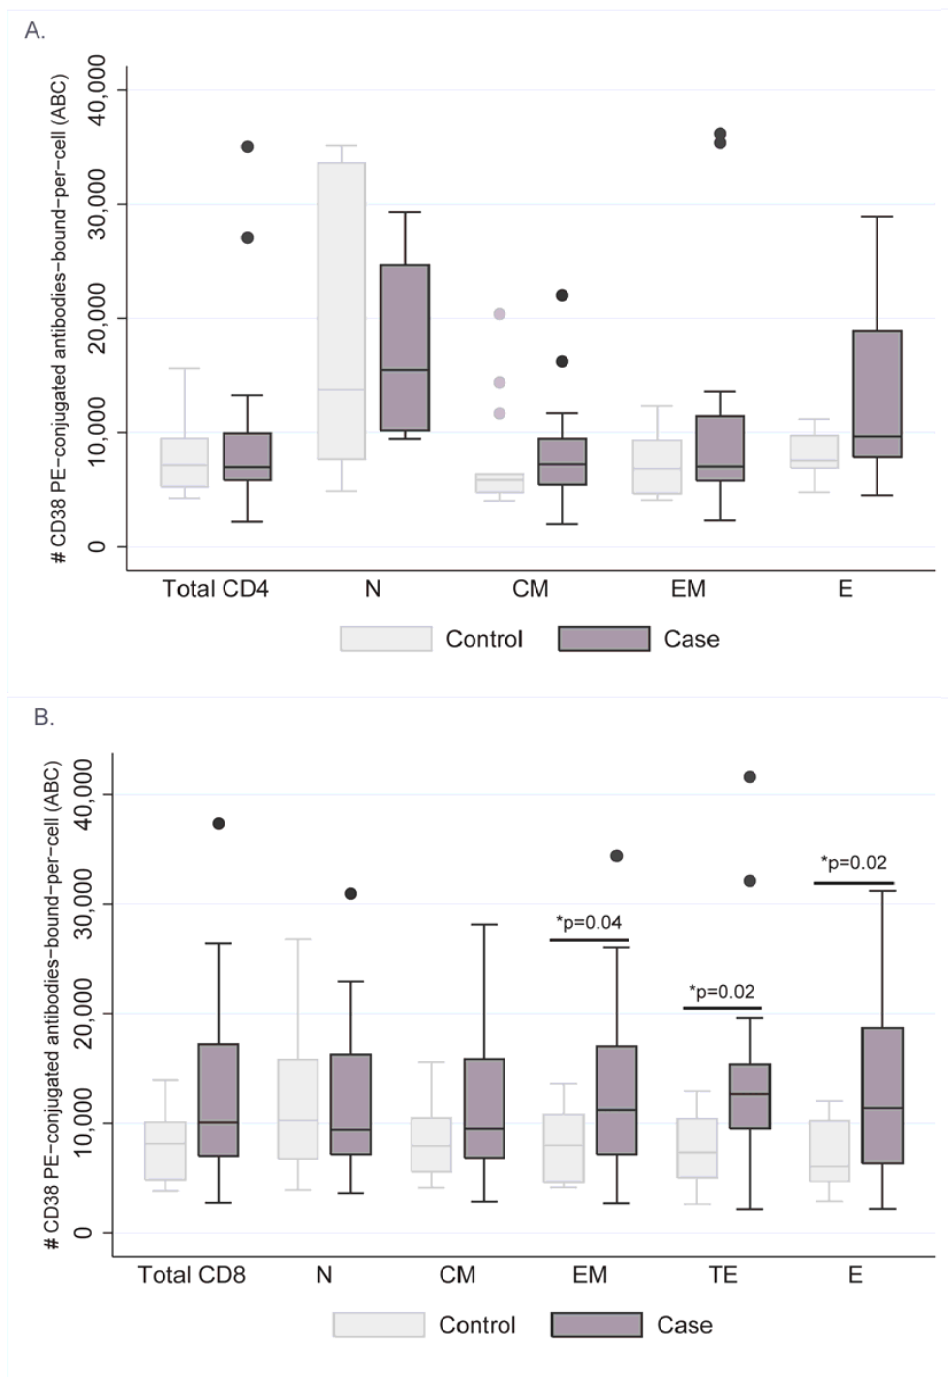 A.
# CD38 PE-conjugated antibodies-bound-per-cell (ABC)
40,000
30,000
20,000
10,000
0
Total CD4 N CM EM E
Control Case
B.
# CD38 PE-conjugated antibodies-bound-per-cell (ABC)
40,000
30,000
20,000
10,000
0
*p=0.04
*p=0.02
*p=0.02
Total CD8 N CM EM TE E
Control Case